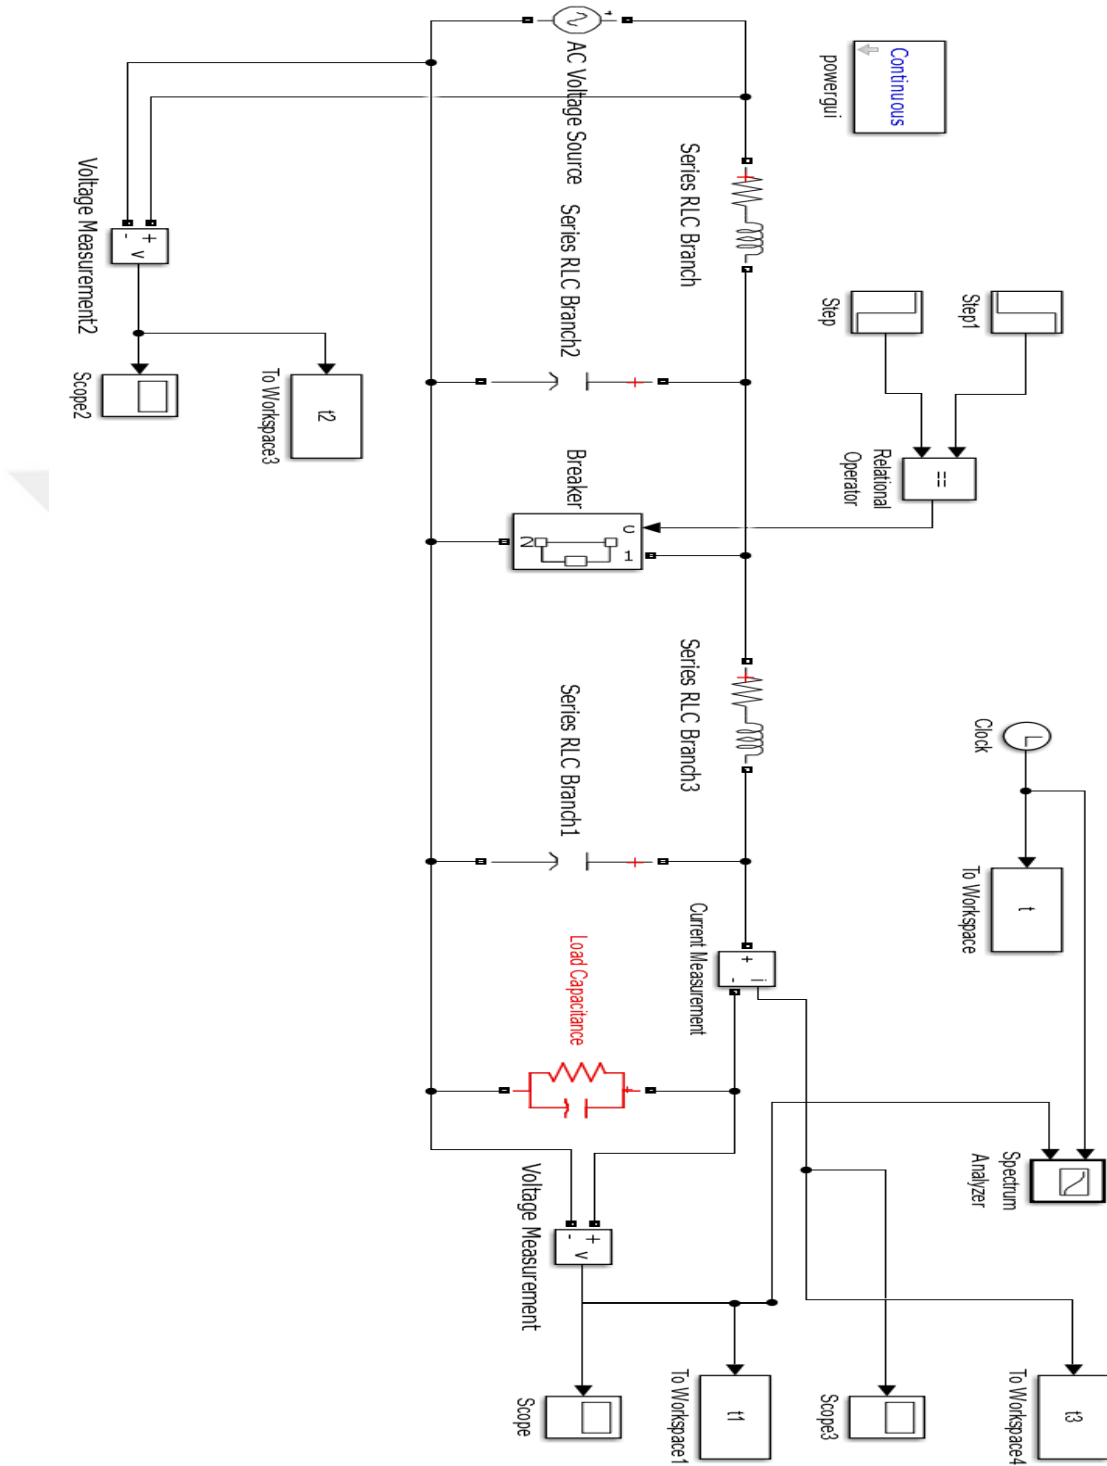 Continuous
powergui
AC Voltage Source
+
Series RLC Branch
Series RLC Branch2
Voltage Measurement2
+
-
v
Scope2
t2
To Workspace3
Step
Step1
==
Relational
Operator
Breaker
c
1
2
Series RLC Branch3
Series RLC Branch1
Clock
t
To Workspace
Current Measurement
+
-
i
Load Capacitance
+
Voltage Measurement
+
-
v
Spectrum
Analyzer
Scope
t1
To Workspace1
Scope3
t3
To Workspace4